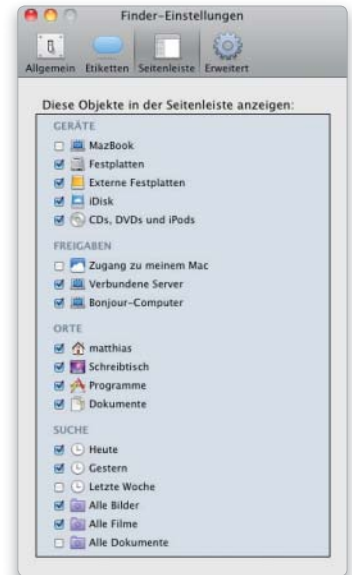 Finder-Einstellungen
Allgemein Etiketten Seitenleiste Erweitert
Diese Objekte in der Seitenleiste anzeigen:
GERÄTE
MazBook
Festplatten
Externe Festplatten
iDisk
CDs, DVDs und iPods
FREIGABEN
Zugang zu meinem Mac
Verbundene Server
Bonjour-Computer
ORTE
matthias
Schreibtisch
Programme
Dokumente
SUCHE
Heute
Gestern
Letzte Woche
Alle Bilder
Alle Filme
Alle Dokumente